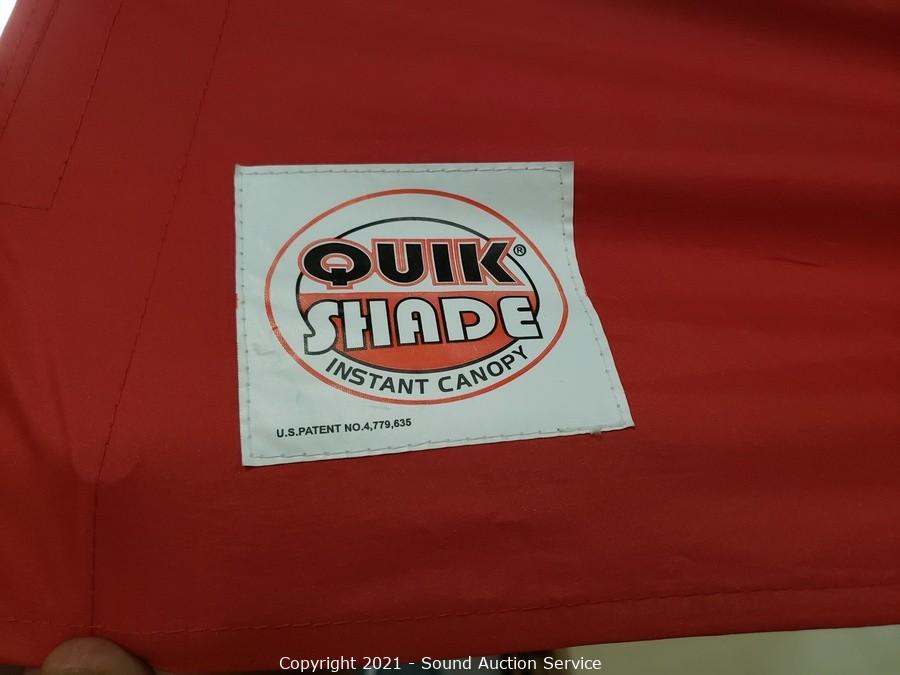 QUIK®
SHADE
INSTANT CANOPY
U.S.PATENT NO.4,779,635
Copyright 2021 - Sound Auction Service